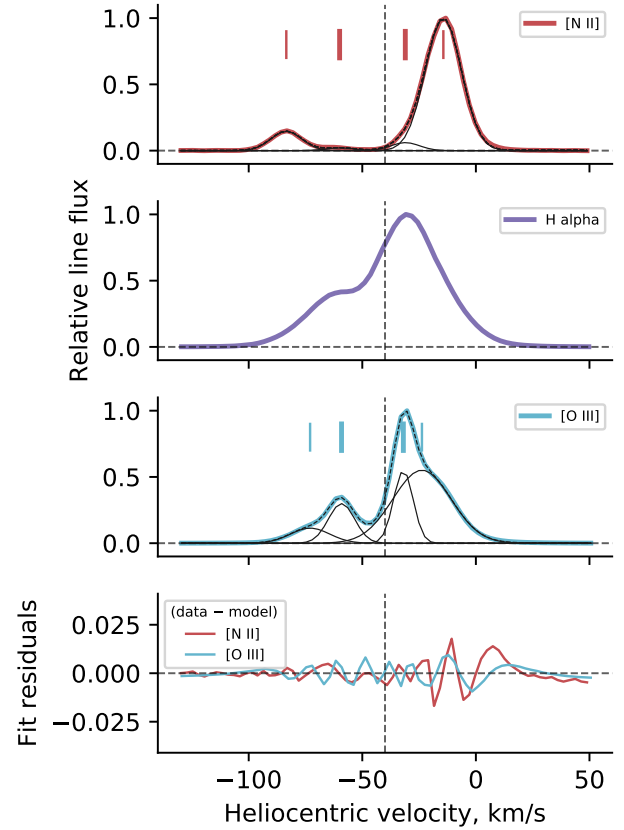 1.0
0.5
0.0
[N II]
Relative line flux
1.0
0.5
0.0
H alpha
1.0
0.5
0.0
[O III]
Fit residuals
0.025
0.000
−0.025
(data − model)
[N II]
[O III]
−100
−50
0
50
Heliocentric velocity, km/s